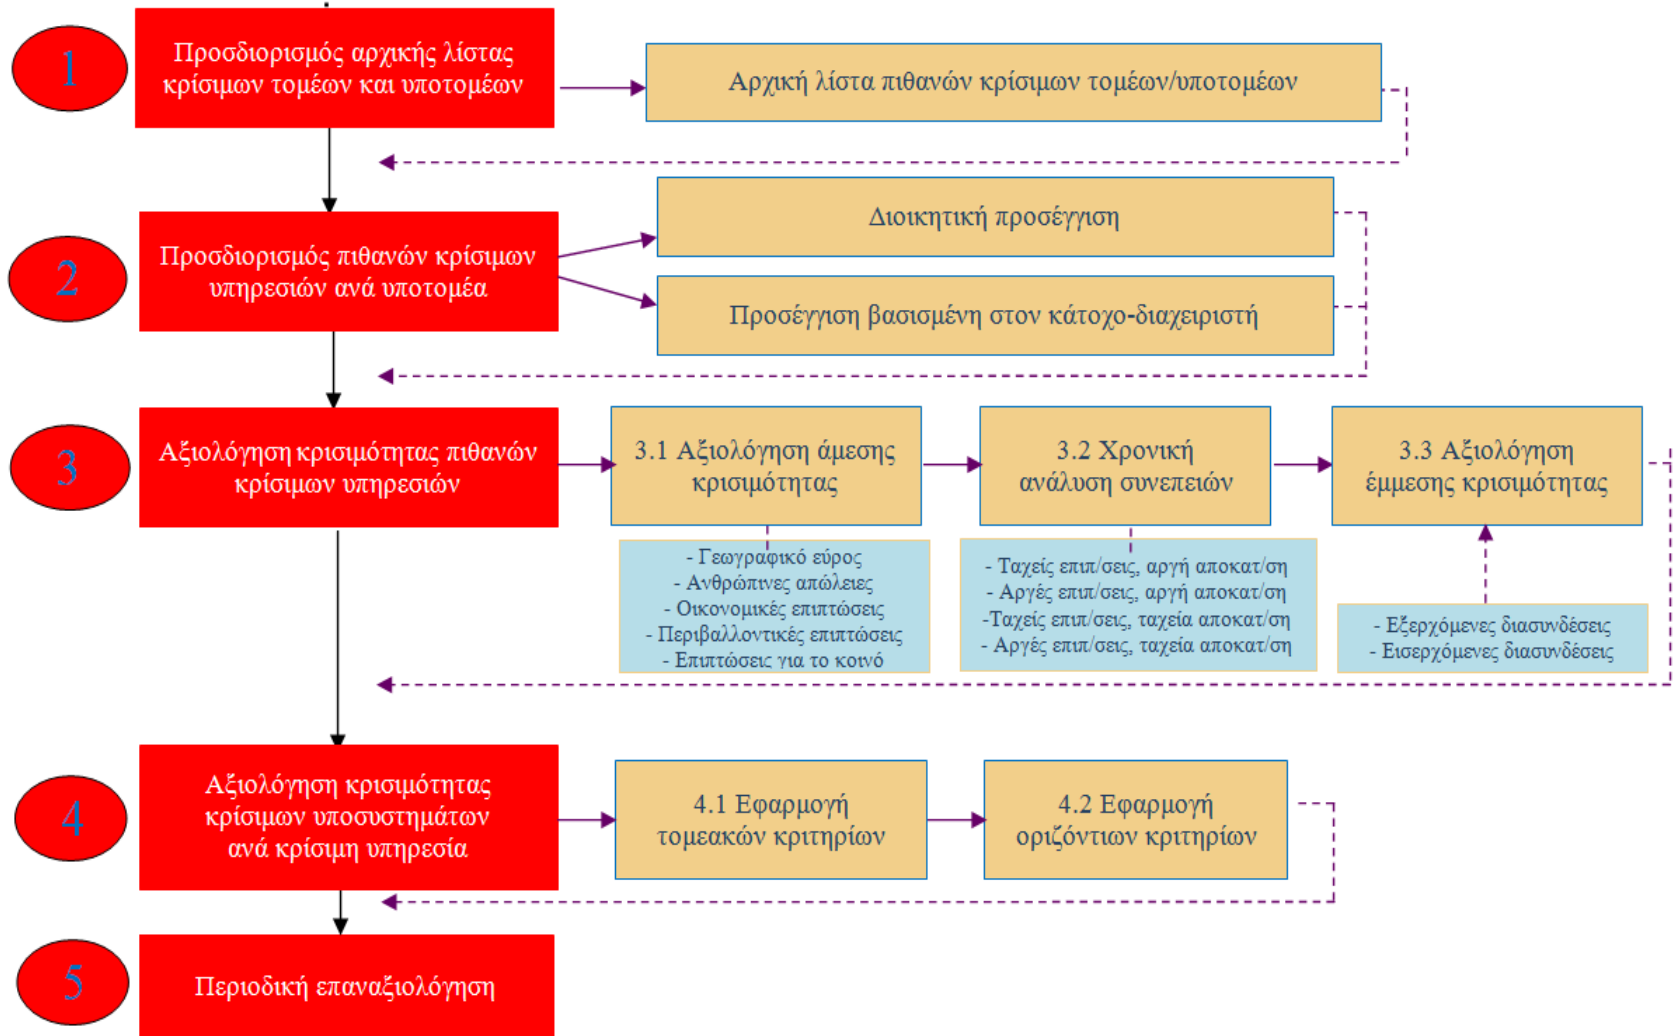 1
Προσδιορισμός αρχικής λίστας
κρίσιμων τομέων και υποτομέων
Αρχική λίστα πιθανών κρίσιμων τομέων/υποτομέων
2
Προσδιορισμός πιθανών κρίσιμων
υπηρεσιών ανά υποτομέα
Διοικητική προσέγγιση
Προσέγγιση βασισμένη στον κάτοχο-διαχειριστή
3
Αξιολόγηση κρισιμότητας πιθανών
κρίσιμων υπηρεσιών
3.1 Αξιολόγηση άμεσης
κρισιμότητας
- Γεωγραφικό εύρος
- Ανθρώπινες απώλειες
- Οικονομικές επιπτώσεις
- Περιβαλλοντικές επιπτώσεις
- Επιπτώσεις για το κοινό
3.2 Χρονική
ανάλυση συνεπειών
- Ταχείς επιπ/σεις, αργή αποκατ/ση
- Αργές επιπ/σεις, αργή αποκατ/ση
-Ταχείς επιπ/σεις, ταχεία αποκατ/ση
- Αργές επιπ/σεις, ταχεία αποκατ/ση
3.3 Αξιολόγηση
έμμεσης κρισιμότητας
- Εξερχόμενες διασυνδέσεις
- Εισερχόμενες διασυνδέσεις
4
Αξιολόγηση κρισιμότητας
κρίσιμων υποσυστημάτων
ανά κρίσιμη υπηρεσία
4.1 Εφαρμογή
τομεακών κριτηρίων
4.2 Εφαρμογή
οριζόντιων κριτηρίων
5
Περιοδική επαναξιολόγηση